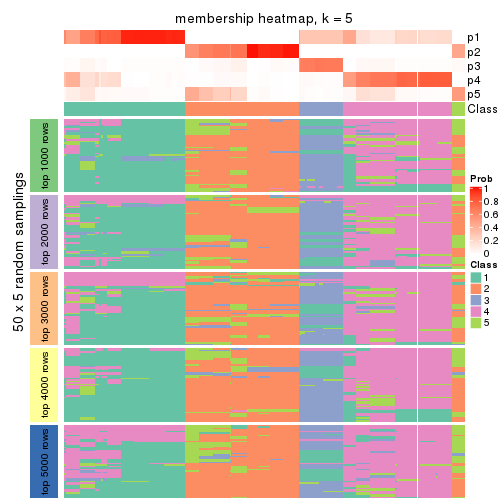 membership heatmap, k = 5
p1
p2
p3
p4
p5
Class
50 x 5 random samplings
top 1000 rows
top 2000 rows
top 3000 rows
top 4000 rows
top 5000 rows
Prob
1
0.8
0.6
0.4
0.2
0
Class
1
2
3
4
5